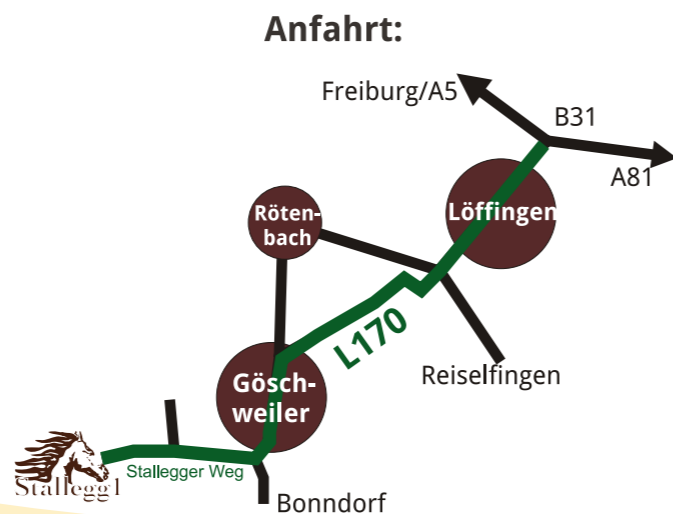 Anfahrt:
Freiburg/A5
B31
A81
Röten-
bach
Löffingen
L170
Gösch-
weiler
Reiselfingen
Stallegger Weg
Stallegg1
Bonndorf